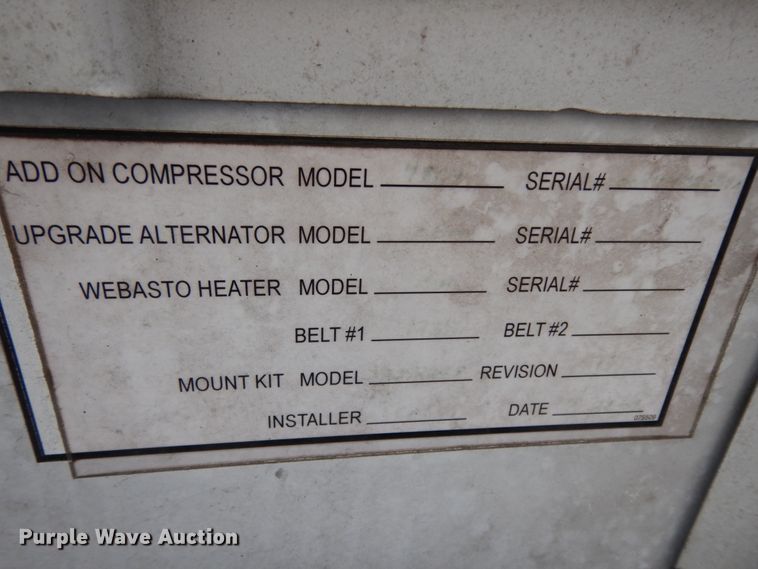 ADD ON COMPRESSOR MODEL SERIAL#
UPGRADE ALTERNATOR MODEL SERIAL#
WEBASTO HEATER MODEL SERIAL#
BELT #1 BELT #2
MOUNT KIT MODEL REVISION
INSTALLER DATE
Purple Wave Auction